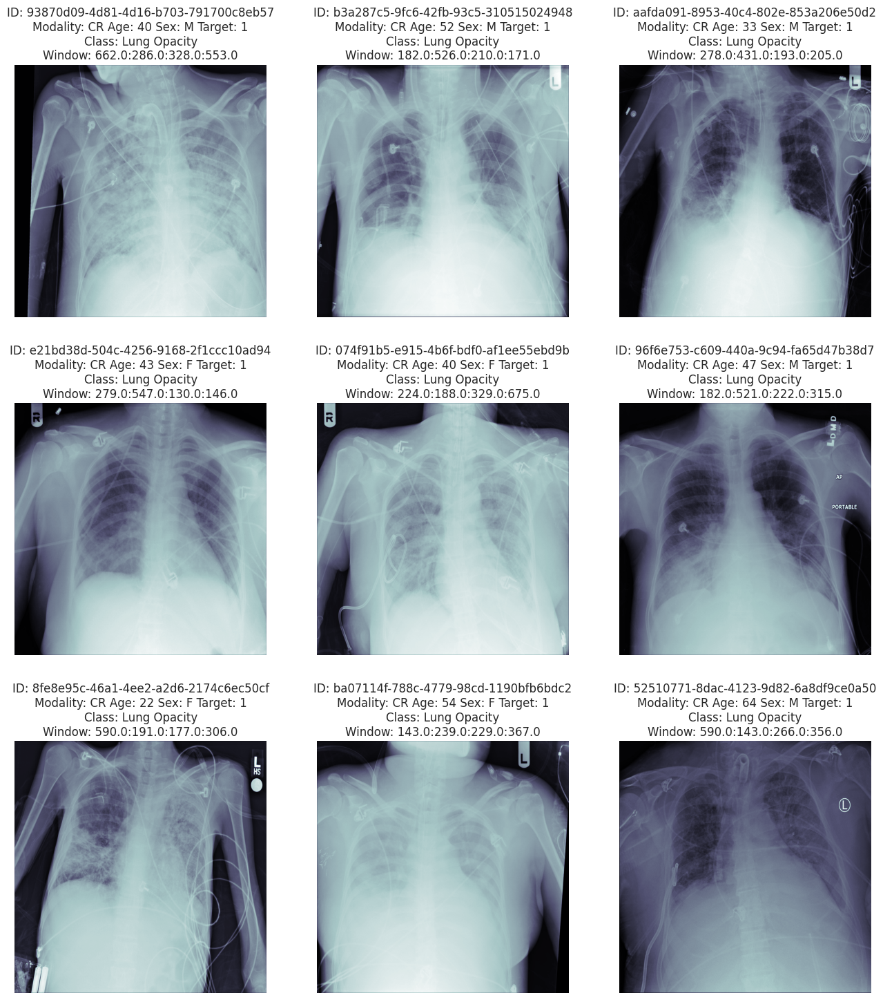 ID: 93870d09-4d81-4d16-b703-791700c8eb57
Modality: CR Age: 40 Sex: M Target: 1
Class: Lung Opacity
Window: 662.0:286.0:328.0:553.0
ID: b3a287c5-9fc6-42fb-93c5-310515024948
Modality: CR Age: 52 Sex: M Target: 1
Class: Lung Opacity
Window: 182.0:526.0:210.0:171.0
L
ID: aafda091-8953-40c4-802e-853a206e50d2
Modality: CR Age: 33 Sex: M Target: 1
Class: Lung Opacity
Window: 278.0:431.0:193.0:205.0
L
ID: e21bd38d-504c-4256-9168-2f1ccc10ad94
Modality: CR Age: 43 Sex: F Target: 1
Class: Lung Opacity
Window: 279.0:547.0:130.0:146.0
R
ID: 074f91b5-e915-4b6f-bdf0-af1ee55ebd9b
Modality: CR Age: 40 Sex: F Target: 1
Class: Lung Opacity
Window: 224.0:188.0:329.0:675.0
R
ID: 96f6e753-c609-440a-9c94-fa65d47b38d7
Modality: CR Age: 47 Sex: M Target: 1
Class: Lung Opacity
Window: 182.0:521.0:222.0:315.0
LDMD
AP
PORTABLE
ID: 8fe8e95c-46a1-4ee2-a2d6-2174c6ec50cf
Modality: CR Age: 22 Sex: F Target: 1
Class: Lung Opacity
Window: 590.0:191.0:177.0:306.0
L
HS
ID: ba07114f-788c-4779-98cd-1190bfb6bdc2
Modality: CR Age: 54 Sex: F Target: 1
Class: Lung Opacity
Window: 143.0:239.0:229.0:367.0
L
ID: 52510771-8dac-4123-9d82-6a8df9ce0a50
Modality: CR Age: 64 Sex: M Target: 1
Class: Lung Opacity
Window: 590.0:143.0:266.0:356.0
L